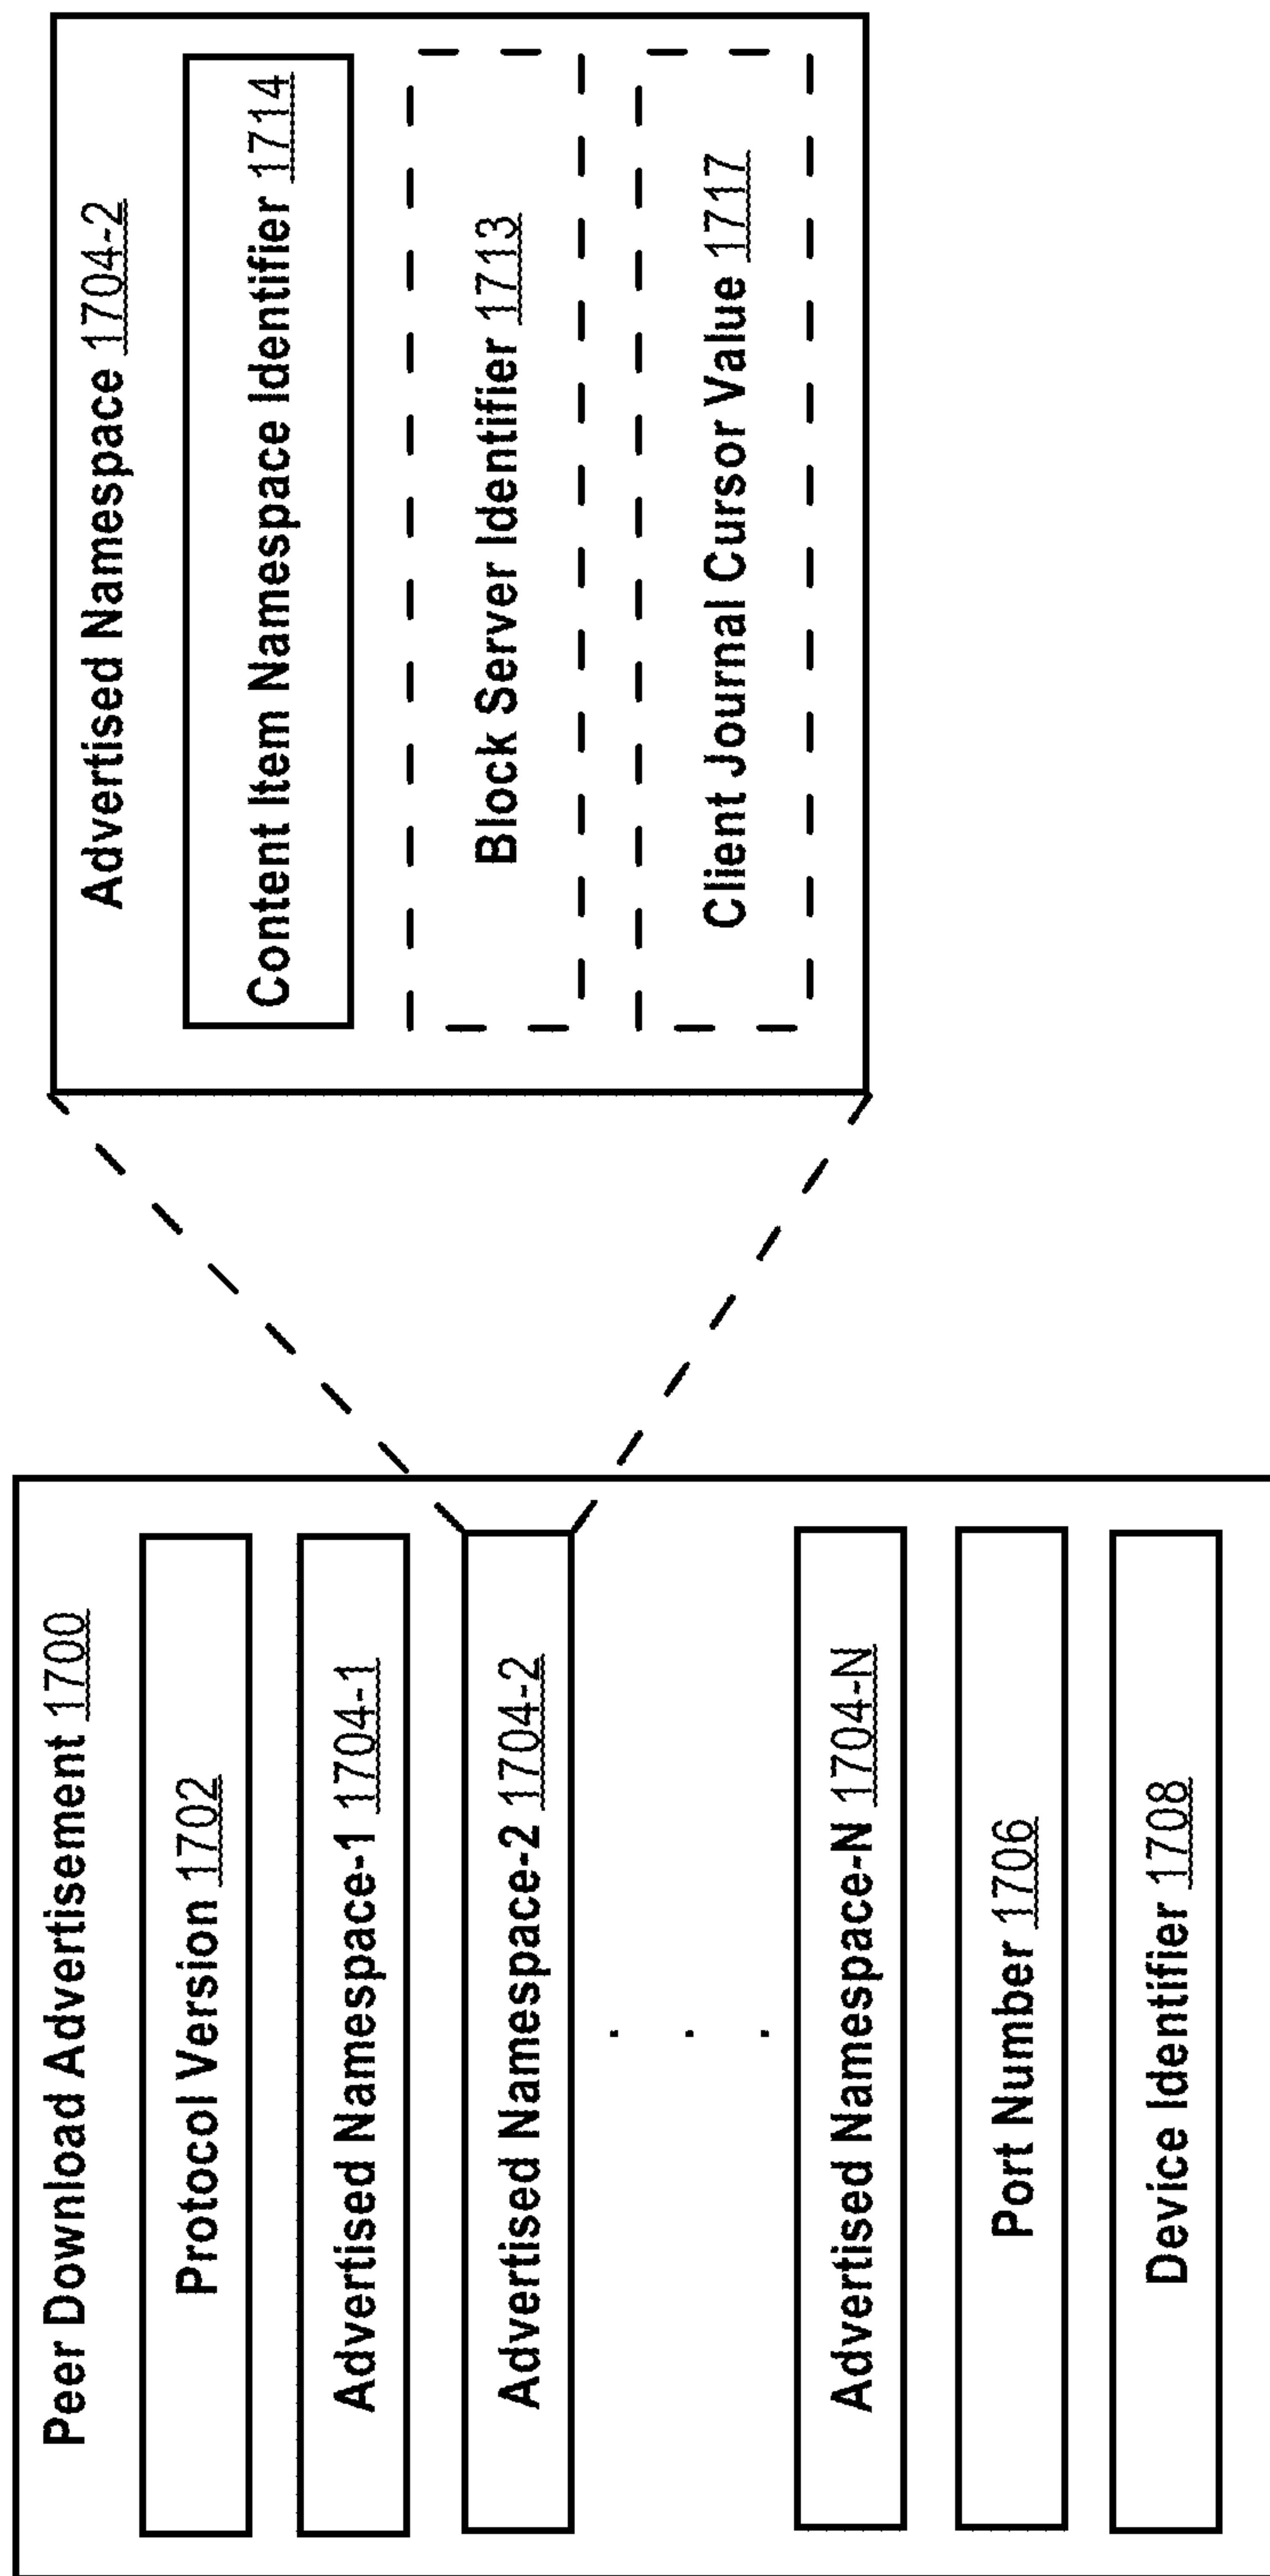 Peer Download Advertisement 1700
Protocol Version 1702
Advertised Namespace-1 1704-1
Advertised Namespace-2 1704-2
. . .
Advertised Namespace-N 1704-N
Port Number 1706
Device Identifier 1708
Advertised Namespace 1704-2
Content Item Namespace Identifier 1714
Block Server Identifier 1713
Client Journal Cursor Value 1717